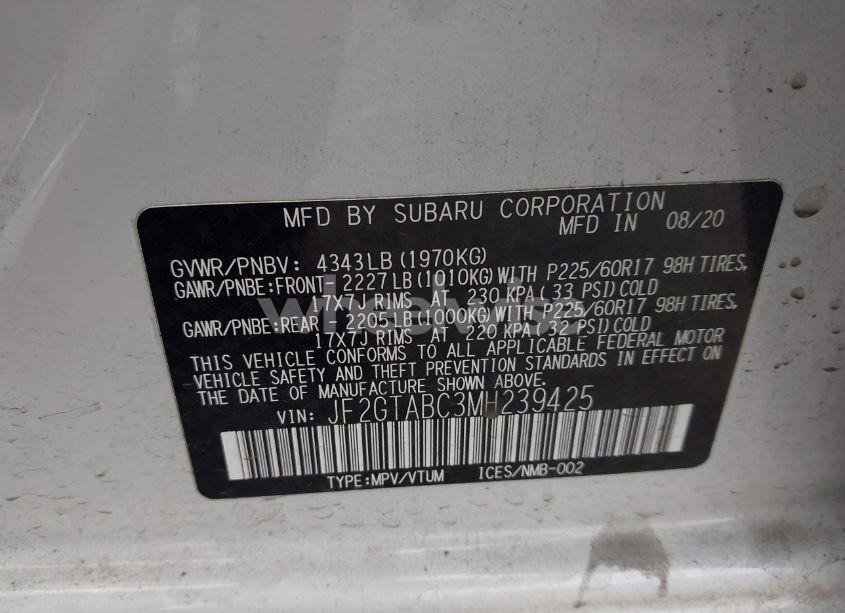 MFD BY SUBARU CORPORATION
MFD IN 08/20
GVWR/PNBV: 4343LB (1970KG)
GAWR/PNBE:FRONT- 2227LB (1010KG) WITH P225/60R17 98H TIRES,
17X7J RIMS AT 230 KPA (33 PSI) COLD
GAWR/PNBE:REAR - 2205LB (1000KG) WITH P225/60R17 98H TIRES,
17X7J RIMS AT 220 KPA (32 PSI) COLD
THIS VEHICLE CONFORMS TO ALL APPLICABLE FEDERAL MOTOR
VEHICLE SAFETY AND THEFT PREVENTION STANDARDS IN EFFECT ON
THE DATE OF MANUFACTURE SHOWN ABOVE.
VIN: JF2GTABC3MH239425
TYPE:MPV/VTUM ICES/NMB-002